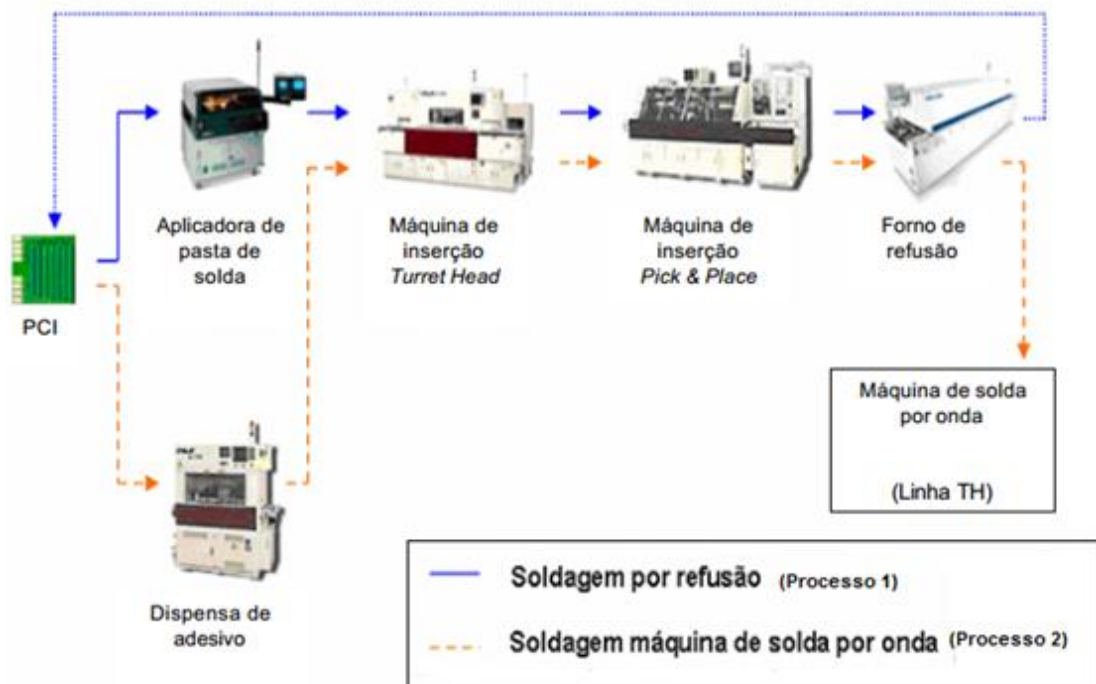 Aplicadora de
pasta de
solda
Máquina de
inserção
Turret Head
Máquina de
inserção
Pick & Place
Forno de
refusão
PCI
Máquina de solda
por onda
(Linha TH)
Dispensa de
adesivo
Soldagem por refusão (Processo 1)
Soldagem máquina de solda por onda (Processo 2)